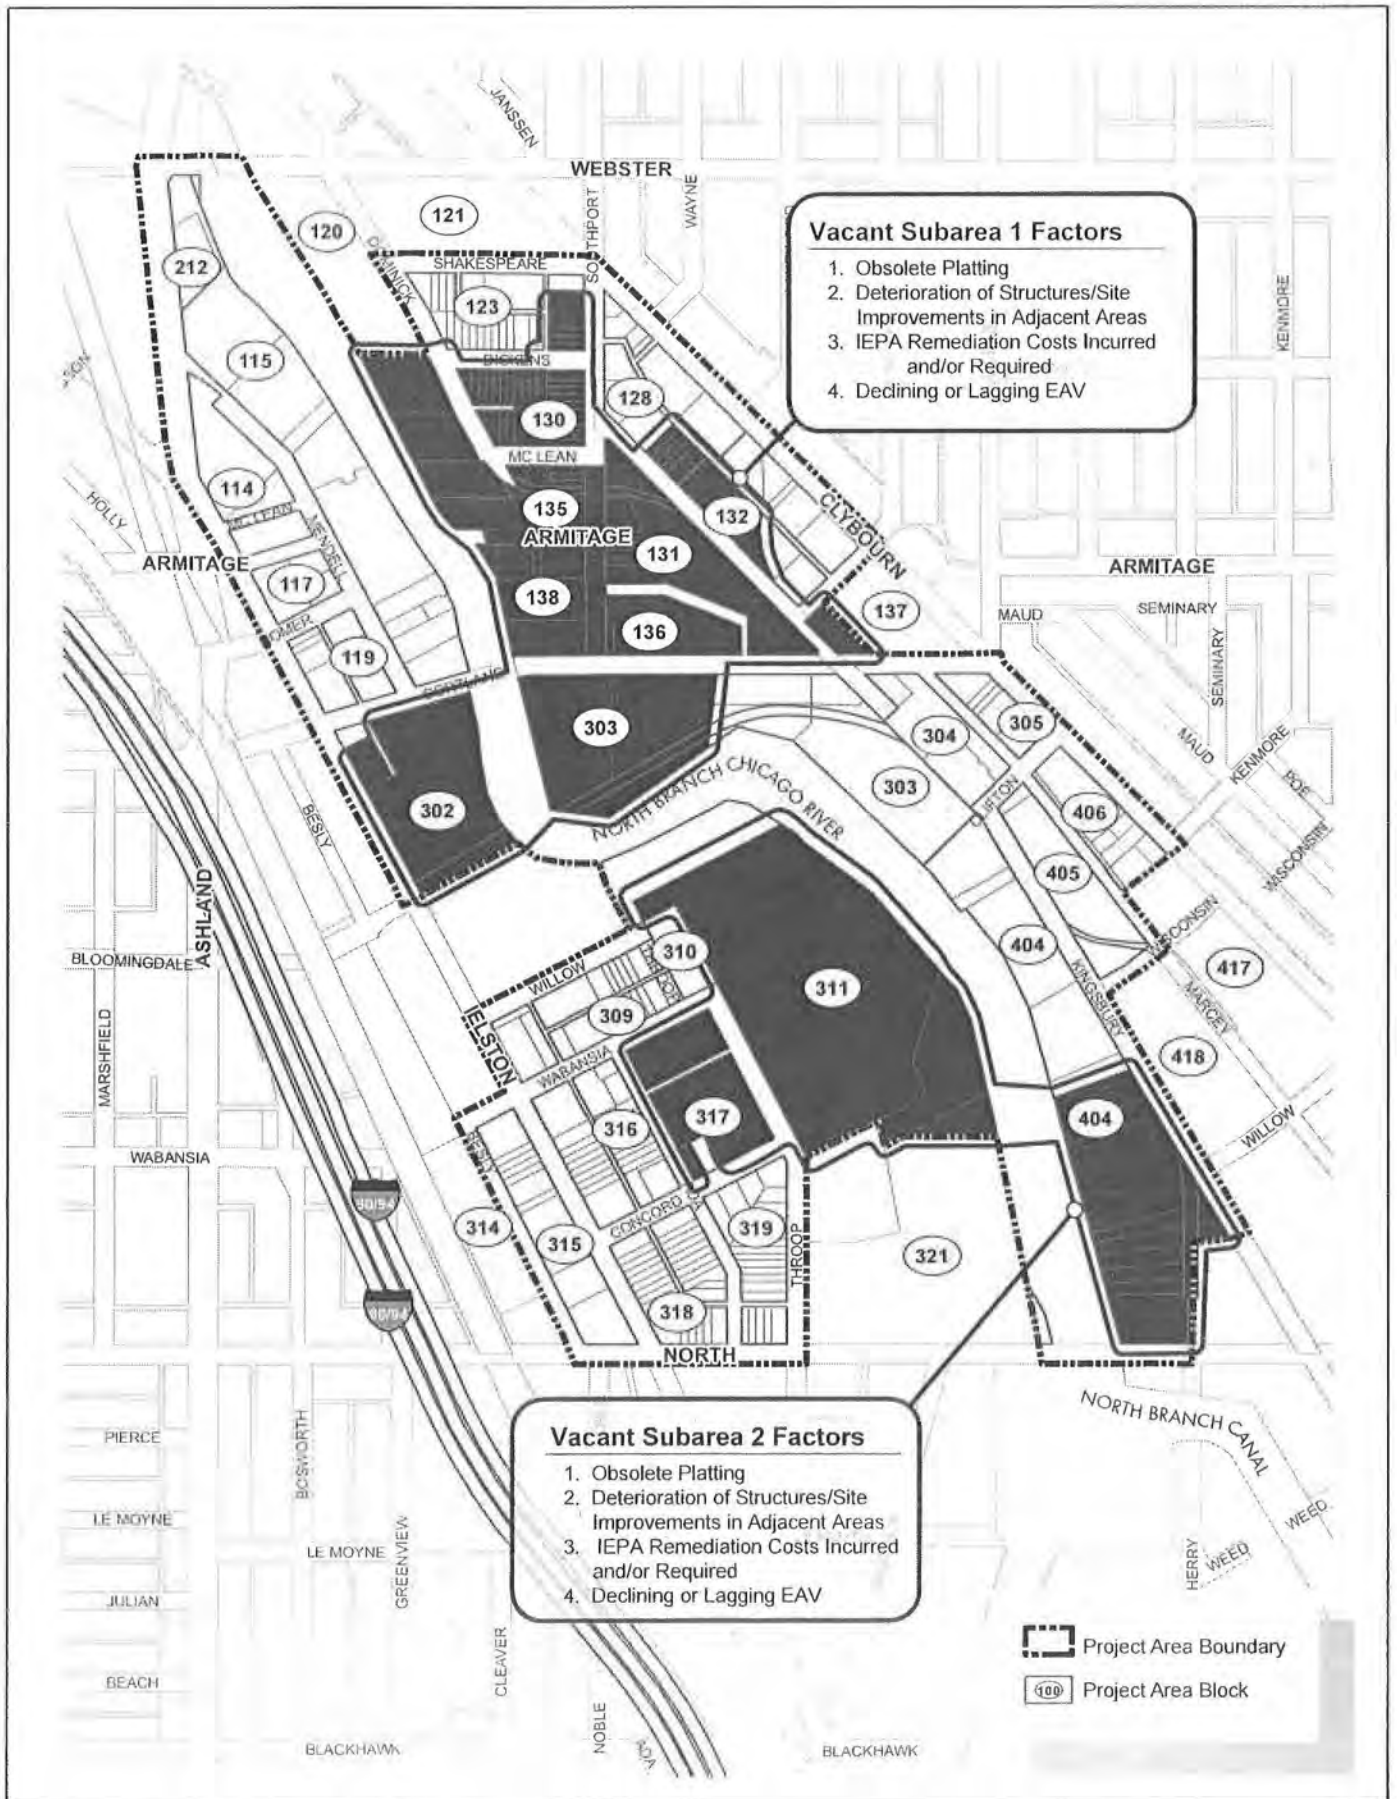 JANSSEN
WEBSTER
SOUTHPORT
WAYNE
121
120
212
DOMINICK
SHAKESPEARE
123
KENMORE
Vacant Subarea 1 Factors
1. Obsolete Platting
2. Deterioration of Structures/Site
Improvements in Adjacent Areas
3. IEPA Remediation Costs Incurred
and/or Required
4. Declining or Lagging EAV
115
DICKENS
128
130
MC LEAN
114
HOLLY
MC LEAN
MENDELL
135
132
CLYBOURN
ARMITAGE
ARMITAGE
131
ARMITAGE
117
138
137
SEMINARY
MAUD
OMER
136
119
SEMINARY
CORTLAND
303
304
305
MAUD
KENMORE
POE
NORTH BRANCH CHICAGO RIVER
303
CLIFTON
302
BESLY
406
WISCONSIN
405
ASHLAND
WISCONSIN
404
BLOOMINGDALE
310
WILLOW
THROOP
311
417
KINGSBURY
MARCEY
309
ELSTON
WABANSIA
MARSHFIELD
418
316
317
404
WILLOW
BESLY
WABANSIA
90/94
CONCORD
314
315
319
THROOP
321
90/94
318
NORTH
NORTH BRANCH CANAL
PIERCE
BOSWORTH
Vacant Subarea 2 Factors
1. Obsolete Platting
2. Deterioration of Structures/Site
Improvements in Adjacent Areas
3. IEPA Remediation Costs Incurred
and/or Required
4. Declining or Lagging EAV
LE MOYNE
LE MOYNE
GREENVIEW
WEED
WEED
HERRY
JULIAN
CLEAVER
Project Area Boundary
BEACH
100
Project Area Block
NOBLE
ADA
BLACKHAWK
BLACKHAWK